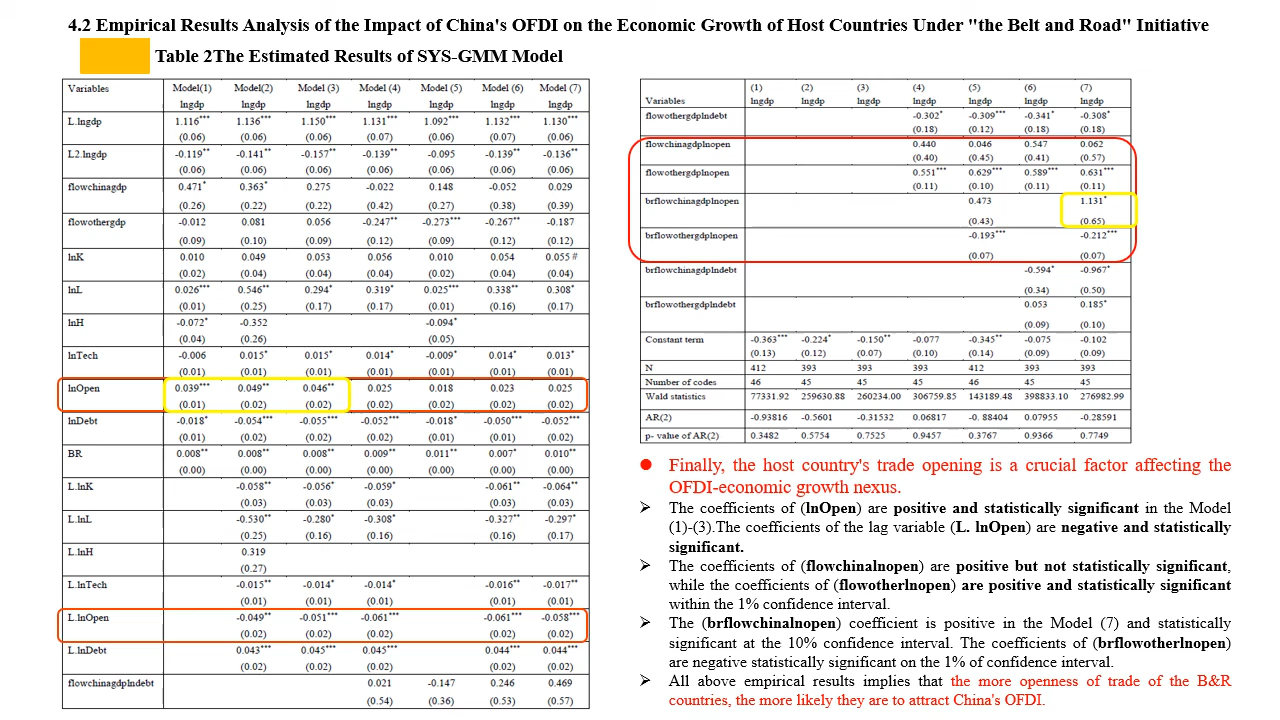 4.2 Empirical Results Analysis of the Impact of China's OFDI on the Economic Growth of Host Countries Under "the Belt and Road" Initiative
Table 2The Estimated Results of SYS-GMM Model
Variables Model(1) Model(2) Model (3) Model (4) Model (5) Model (6) Model (7)
lngdp lngdp lngdp lngdp lngdp lngdp lngdp
L.lngdp 1.116*** 1.136*** 1.150*** 1.131*** 1.092*** 1.132*** 1.130***
(0.06) (0.06) (0.06) (0.07) (0.06) (0.07) (0.06)
L2.lngdp -0.119** -0.141** -0.157** -0.139** -0.095 -0.139** -0.136**
(0.06) (0.06) (0.06) (0.06) (0.06) (0.06) (0.06)
flowchinagdp 0.471* 0.363* 0.275 -0.022 0.148 -0.052 0.029
(0.26) (0.22) (0.22) (0.42) (0.27) (0.38) (0.39)
flowothergdp -0.012 0.081 0.056 -0.247** -0.273*** -0.267** -0.187
(0.09) (0.10) (0.09) (0.12) (0.09) (0.12) (0.12)
lnK 0.010 0.049 0.053 0.056 0.010 0.054 0.055 #
(0.02) (0.04) (0.04) (0.04) (0.02) (0.04) (0.04)
lnL 0.026*** 0.546** 0.294* 0.319* 0.025*** 0.338** 0.308*
(0.01) (0.25) (0.17) (0.17) (0.01) (0.16) (0.17)
lnH -0.072* -0.352 -0.094*
(0.04) (0.26) (0.05)
lnTech -0.006 0.015* 0.015* 0.014* -0.009* 0.014* 0.013*
(0.01) (0.01) (0.01) (0.01) (0.01) (0.01) (0.01)
lnOpen 0.039*** 0.049** 0.046** 0.025 0.018 0.023 0.025
(0.01) (0.02) (0.02) (0.02) (0.02) (0.02) (0.02)
lnDebt -0.018* -0.054*** -0.055*** -0.052*** -0.018* -0.050*** -0.052***
(0.01) (0.02) (0.02) (0.02) (0.01) (0.01) (0.02)
BR 0.008** 0.008** 0.008** 0.009** 0.011** 0.007* 0.010**
(0.00) (0.00) (0.00) (0.00) (0.00) (0.00) (0.00)
L.lnK -0.058** -0.056* -0.059* -0.061** -0.064**
(0.03) (0.03) (0.03) (0.03) (0.03)
L.lnL -0.530** -0.280* -0.308* -0.327** -0.297*
(0.25) (0.16) (0.16) (0.16) (0.17)
L.lnH 0.319
(0.27)
L.lnTech -0.015** -0.014* -0.014* -0.016** -0.017**
(0.01) (0.01) (0.01) (0.01) (0.01)
L.lnOpen -0.049** -0.051*** -0.061*** -0.061*** -0.058***
(0.02) (0.02) (0.02) (0.02) (0.02)
L.lnDebt 0.043*** 0.045*** 0.045*** 0.044*** 0.044***
(0.02) (0.02) (0.02) (0.02) (0.02)
flowchinagdplndebt 0.021 -0.147 0.246 0.469
(0.54) (0.36) (0.53) (0.57)
(1) (2) (3) (4) (5) (6) (7)
Variables lngdp lngdp lngdp lngdp lngdp lngdp lngdp
flowothergdplndebt -0.302* -0.309*** -0.341* -0.308*
(0.18) (0.12) (0.18) (0.18)
flowchinagdplnopen 0.440 0.046 0.547 0.062
(0.40) (0.45) (0.41) (0.57)
flowothergdplnopen 0.551*** 0.629*** 0.589*** 0.631***
(0.11) (0.10) (0.11) (0.11)
brflowchinagdplnopen 0.473 1.131*
(0.43) (0.65)
brflowothergdplnopen -0.193*** -0.212***
(0.07) (0.07)
brflowchinagdplndebt -0.594* -0.967*
(0.34) (0.50)
brflowothergdplndebt 0.053 0.185*
(0.09) (0.10)
Constant term -0.363*** -0.224* -0.150** -0.077 -0.345** -0.075 -0.102
(0.13) (0.12) (0.07) (0.10) (0.14) (0.09) (0.09)
N 412 393 393 393 412 393 393
Number of codes 46 45 45 45 46 45 45
Wald statistics 77331.92 259630.88 260234.00 306759.85 143189.48 398833.10 276982.99
AR(2) -0.93816 -0.5601 -0.31532 0.06817 -0. 88404 0.07955 -0.28591
p- value of AR(2) 0.3482 0.5754 0.7525 0.9457 0.3767 0.9366 0.7749
● Finally, the host country's trade opening is a crucial factor affecting the
OFDI-economic growth nexus.
➢ The coefficients of (lnOpen) are positive and statistically significant in the Model
(1)-(3).The coefficients of the lag variable (L. lnOpen) are negative and statistically
significant.
➢ The coefficients of (flowchinalnopen) are positive but not statistically significant,
while the coefficients of (flowotherlnopen) are positive and statistically significant
within the 1% confidence interval.
➢ The (brflowchinalnopen) coefficient is positive in the Model (7) and statistically
significant at the 10% confidence interval. The coefficients of (brflowotherlnopen)
are negative statistically significant on the 1% of confidence interval.
➢ All above empirical results implies that the more openness of trade of the B&R
countries, the more likely they are to attract China's OFDI.